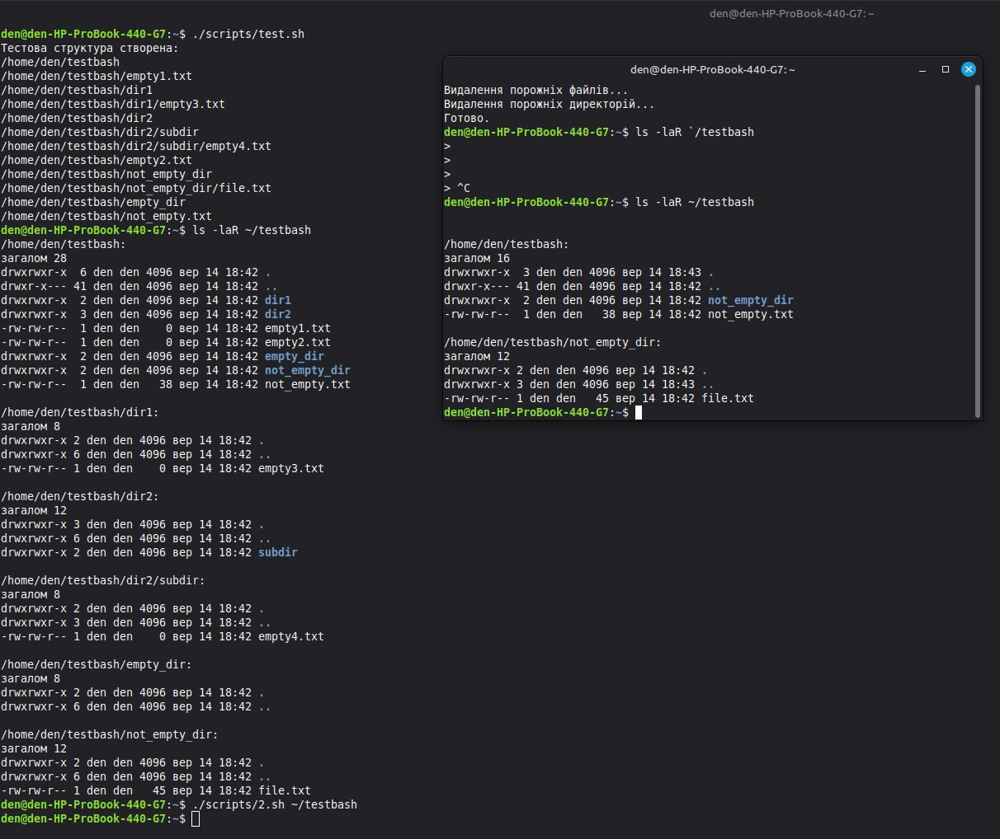 den@den-HP-ProBook-440-G7: ~
den@den-HP-ProBook-440-G7:~$ ./scripts/test.sh
Тестова структура створена:
/home/den/testbash
/home/den/testbash/empty1.txt
/home/den/testbash/dir1
/home/den/testbash/dir1/empty3.txt
/home/den/testbash/dir2
/home/den/testbash/dir2/subdir
/home/den/testbash/dir2/subdir/empty4.txt
/home/den/testbash/empty2.txt
/home/den/testbash/not_empty_dir
/home/den/testbash/not_empty_dir/file.txt
/home/den/testbash/empty_dir
/home/den/testbash/not_empty.txt
den@den-HP-ProBook-440-G7:~$ ls -laR ~/testbash
/home/den/testbash:
загалом 28
drwxrwxr-x  6 den den 4096 вер 14 18:42 .
drwxr-x--- 41 den den 4096 вер 14 18:42 ..
drwxrwxr-x  2 den den 4096 вер 14 18:42 dir1
drwxrwxr-x  3 den den 4096 вер 14 18:42 dir2
-rw-rw-r--  1 den den    0 вер 14 18:42 empty1.txt
-rw-rw-r--  1 den den    0 вер 14 18:42 empty2.txt
drwxrwxr-x  2 den den 4096 вер 14 18:42 empty_dir
drwxrwxr-x  2 den den 4096 вер 14 18:42 not_empty_dir
-rw-rw-r--  1 den den   38 вер 14 18:42 not_empty.txt
/home/den/testbash/dir1:
загалом 8
drwxrwxr-x 2 den den 4096 вер 14 18:42 .
drwxrwxr-x 6 den den 4096 вер 14 18:42 ..
-rw-rw-r-- 1 den den    0 вер 14 18:42 empty3.txt
/home/den/testbash/dir2:
загалом 12
drwxrwxr-x 3 den den 4096 вер 14 18:42 .
drwxrwxr-x 6 den den 4096 вер 14 18:42 ..
drwxrwxr-x 2 den den 4096 вер 14 18:42 subdir
/home/den/testbash/dir2/subdir:
загалом 8
drwxrwxr-x 2 den den 4096 вер 14 18:42 .
drwxrwxr-x 3 den den 4096 вер 14 18:42 ..
-rw-rw-r-- 1 den den    0 вер 14 18:42 empty4.txt
/home/den/testbash/empty_dir:
загалом 8
drwxrwxr-x 2 den den 4096 вер 14 18:42 .
drwxrwxr-x 6 den den 4096 вер 14 18:42 ..
/home/den/testbash/not_empty_dir:
загалом 12
drwxrwxr-x 2 den den 4096 вер 14 18:42 .
drwxrwxr-x 6 den den 4096 вер 14 18:42 ..
-rw-rw-r-- 1 den den   45 вер 14 18:42 file.txt
den@den-HP-ProBook-440-G7:~$ ./scripts/2.sh ~/testbash
den@den-HP-ProBook-440-G7:~$
den@den-HP-ProBook-440-G7: ~
Видалення порожніх файлів...
Видалення порожніх директорій...
Готово.
den@den-HP-ProBook-440-G7:~$ ls -laR `/testbash
>
>
>
> ^C
den@den-HP-ProBook-440-G7:~$ ls -laR ~/testbash
/home/den/testbash:
загалом 16
drwxrwxr-x  3 den den 4096 вер 14 18:43 .
drwxr-x--- 41 den den 4096 вер 14 18:42 ..
drwxrwxr-x  2 den den 4096 вер 14 18:42 not_empty_dir
-rw-rw-r--  1 den den   38 вер 14 18:42 not_empty.txt
/home/den/testbash/not_empty_dir:
загалом 12
drwxrwxr-x 2 den den 4096 вер 14 18:42 .
drwxrwxr-x 3 den den 4096 вер 14 18:43 ..
-rw-rw-r-- 1 den den   45 вер 14 18:42 file.txt
den@den-HP-ProBook-440-G7:~$